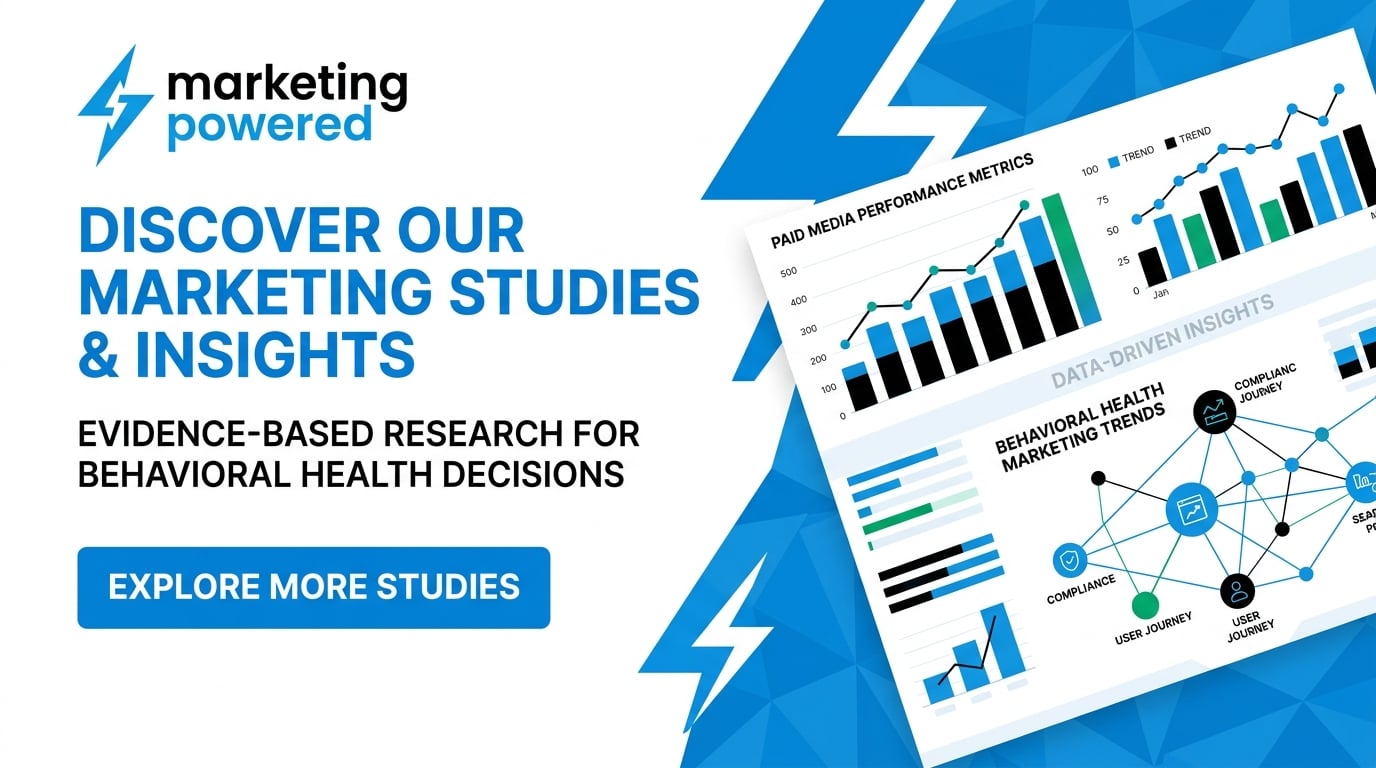 marketing
powered
DISCOVER OUR
MARKETING STUDIES
& INSIGHTS
EVIDENCE-BASED RESEARCH FOR
BEHAVIORAL HEALTH DECISIONS
EXPLORE MORE STUDIES
PAID MEDIA PERFORMANCE METRICS
500
400
300
200
100
0
TREND TREND
100
75
50
25
0
Jan
DATA-DRIVEN INSIGHTS
BEHAVIORAL HEALTH
MARKETING TRENDS
COMPLIANC
JOURNEY
COMPLIANCE
USER JOURNEY
USER
JOURNEY